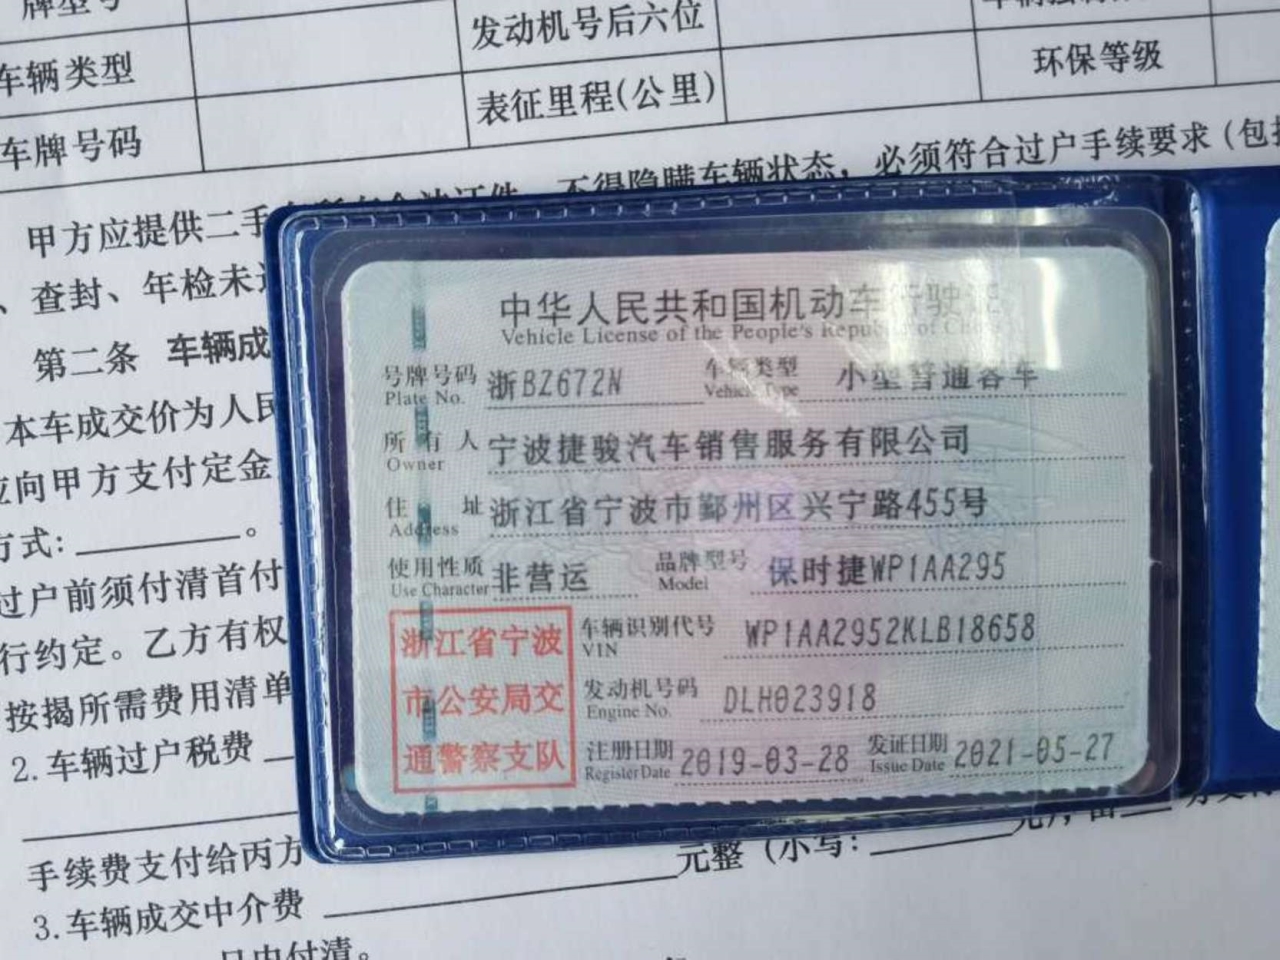 牌型号
发动机号后六位
车辆类型
表征里程(公里)
环保等级
车牌号码
不得隐瞒车辆状态，必须符合过户手续要求（包括
甲方应提供二手
、查封、年检未
第二条 车辆成
本车成交价为人民
应向甲方支付定金
方式：________。
过户前须付清首付
行约定。乙方有权
按揭所需费用清单
2.车辆过户税费
手续费支付给丙方
元整（小写：
3.车辆成交中介费
日内付清。
中华人民共和国机动车行驶证
Vehicle License of the People's Republic of China
号牌号码 浙BZ672N 车辆类型 小型普通客车
Plate No. Vehicle Type
所有人 宁波捷骏汽车销售服务有限公司
Owner
住址 浙江省宁波市鄞州区兴宁路455号
Address
使用性质 非营运 品牌型号 保时捷WP1AA295
Use Character Model
浙江省宁波
市公安局交
通警察支队
车辆识别代号 WP1AA2952KLB18658
VIN
发动机号码 DLH023918
Engine No.
注册日期 2019-03-28 发证日期 2021-05-27
Register Date Issue Date